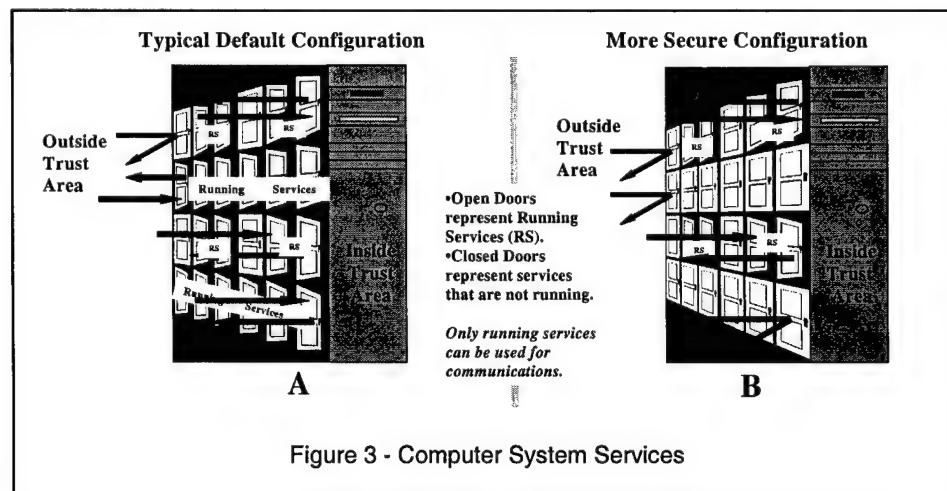 Typical Default Configuration
More Secure Configuration
Outside
Trust
Area
RS
RS
Running Services
RS
RS
Running
Services
Inside
Trust
Area
A
•Open Doors
represent Running
Services (RS).
•Closed Doors
represent services
that are not running.
Only running services
can be used for
communications.
Outside
Trust
Area
RS
RS
RS
RS
Inside
Trust
Area
B
Figure 3 - Computer System Services